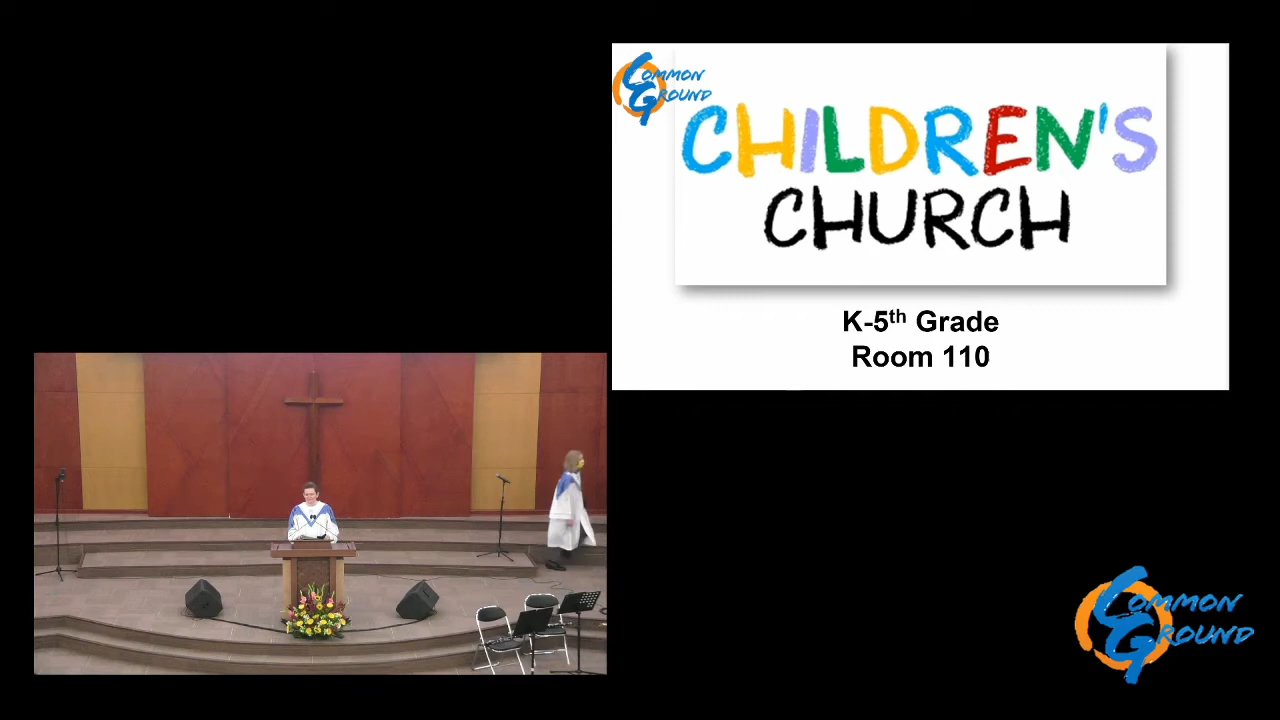 COMMON
GROUND
CHILDREN'S
CHURCH
K-5th Grade
Room 110
COMMON
GROUND